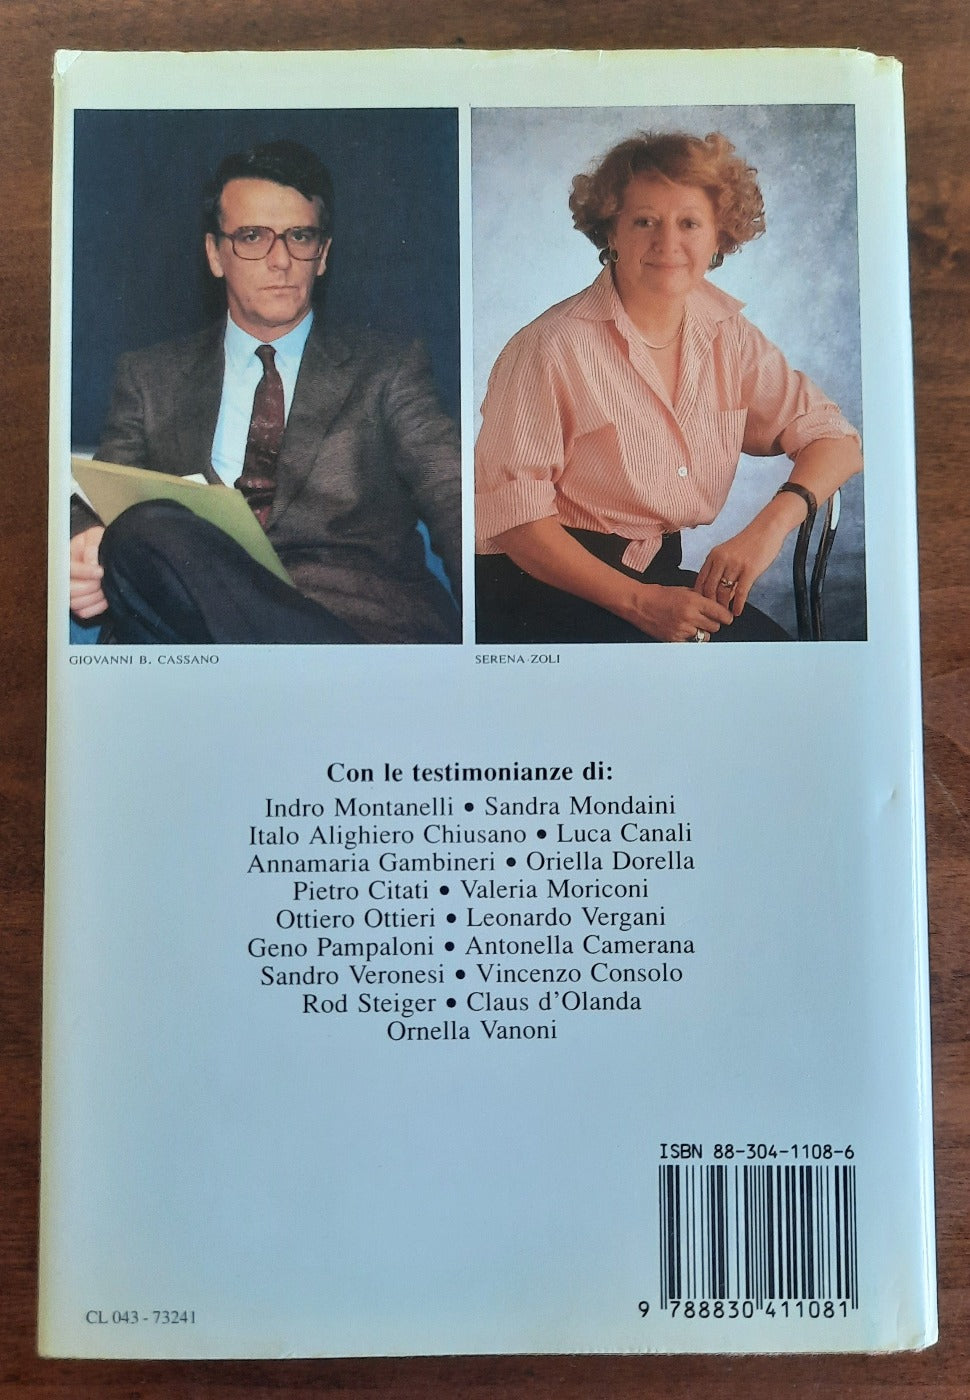 GIOVANNI B. CASSANO
SERENA ZOLI
Con le testimonianze di:
Indro Montanelli • Sandra Mondaini
Italo Alighiero Chiusano • Luca Canali
Annamaria Gambineri • Oriella Dorella
Pietro Citati • Valeria Moriconi
Ottiero Ottieri • Leonardo Vergani
Geno Pampaloni • Antonella Camerana
Sandro Veronesi • Vincenzo Consolo
Rod Steiger • Claus d'Olanda
Ornella Vanoni
ISBN 88-304-1108-6
9 788830 411081
CL 043 - 73241